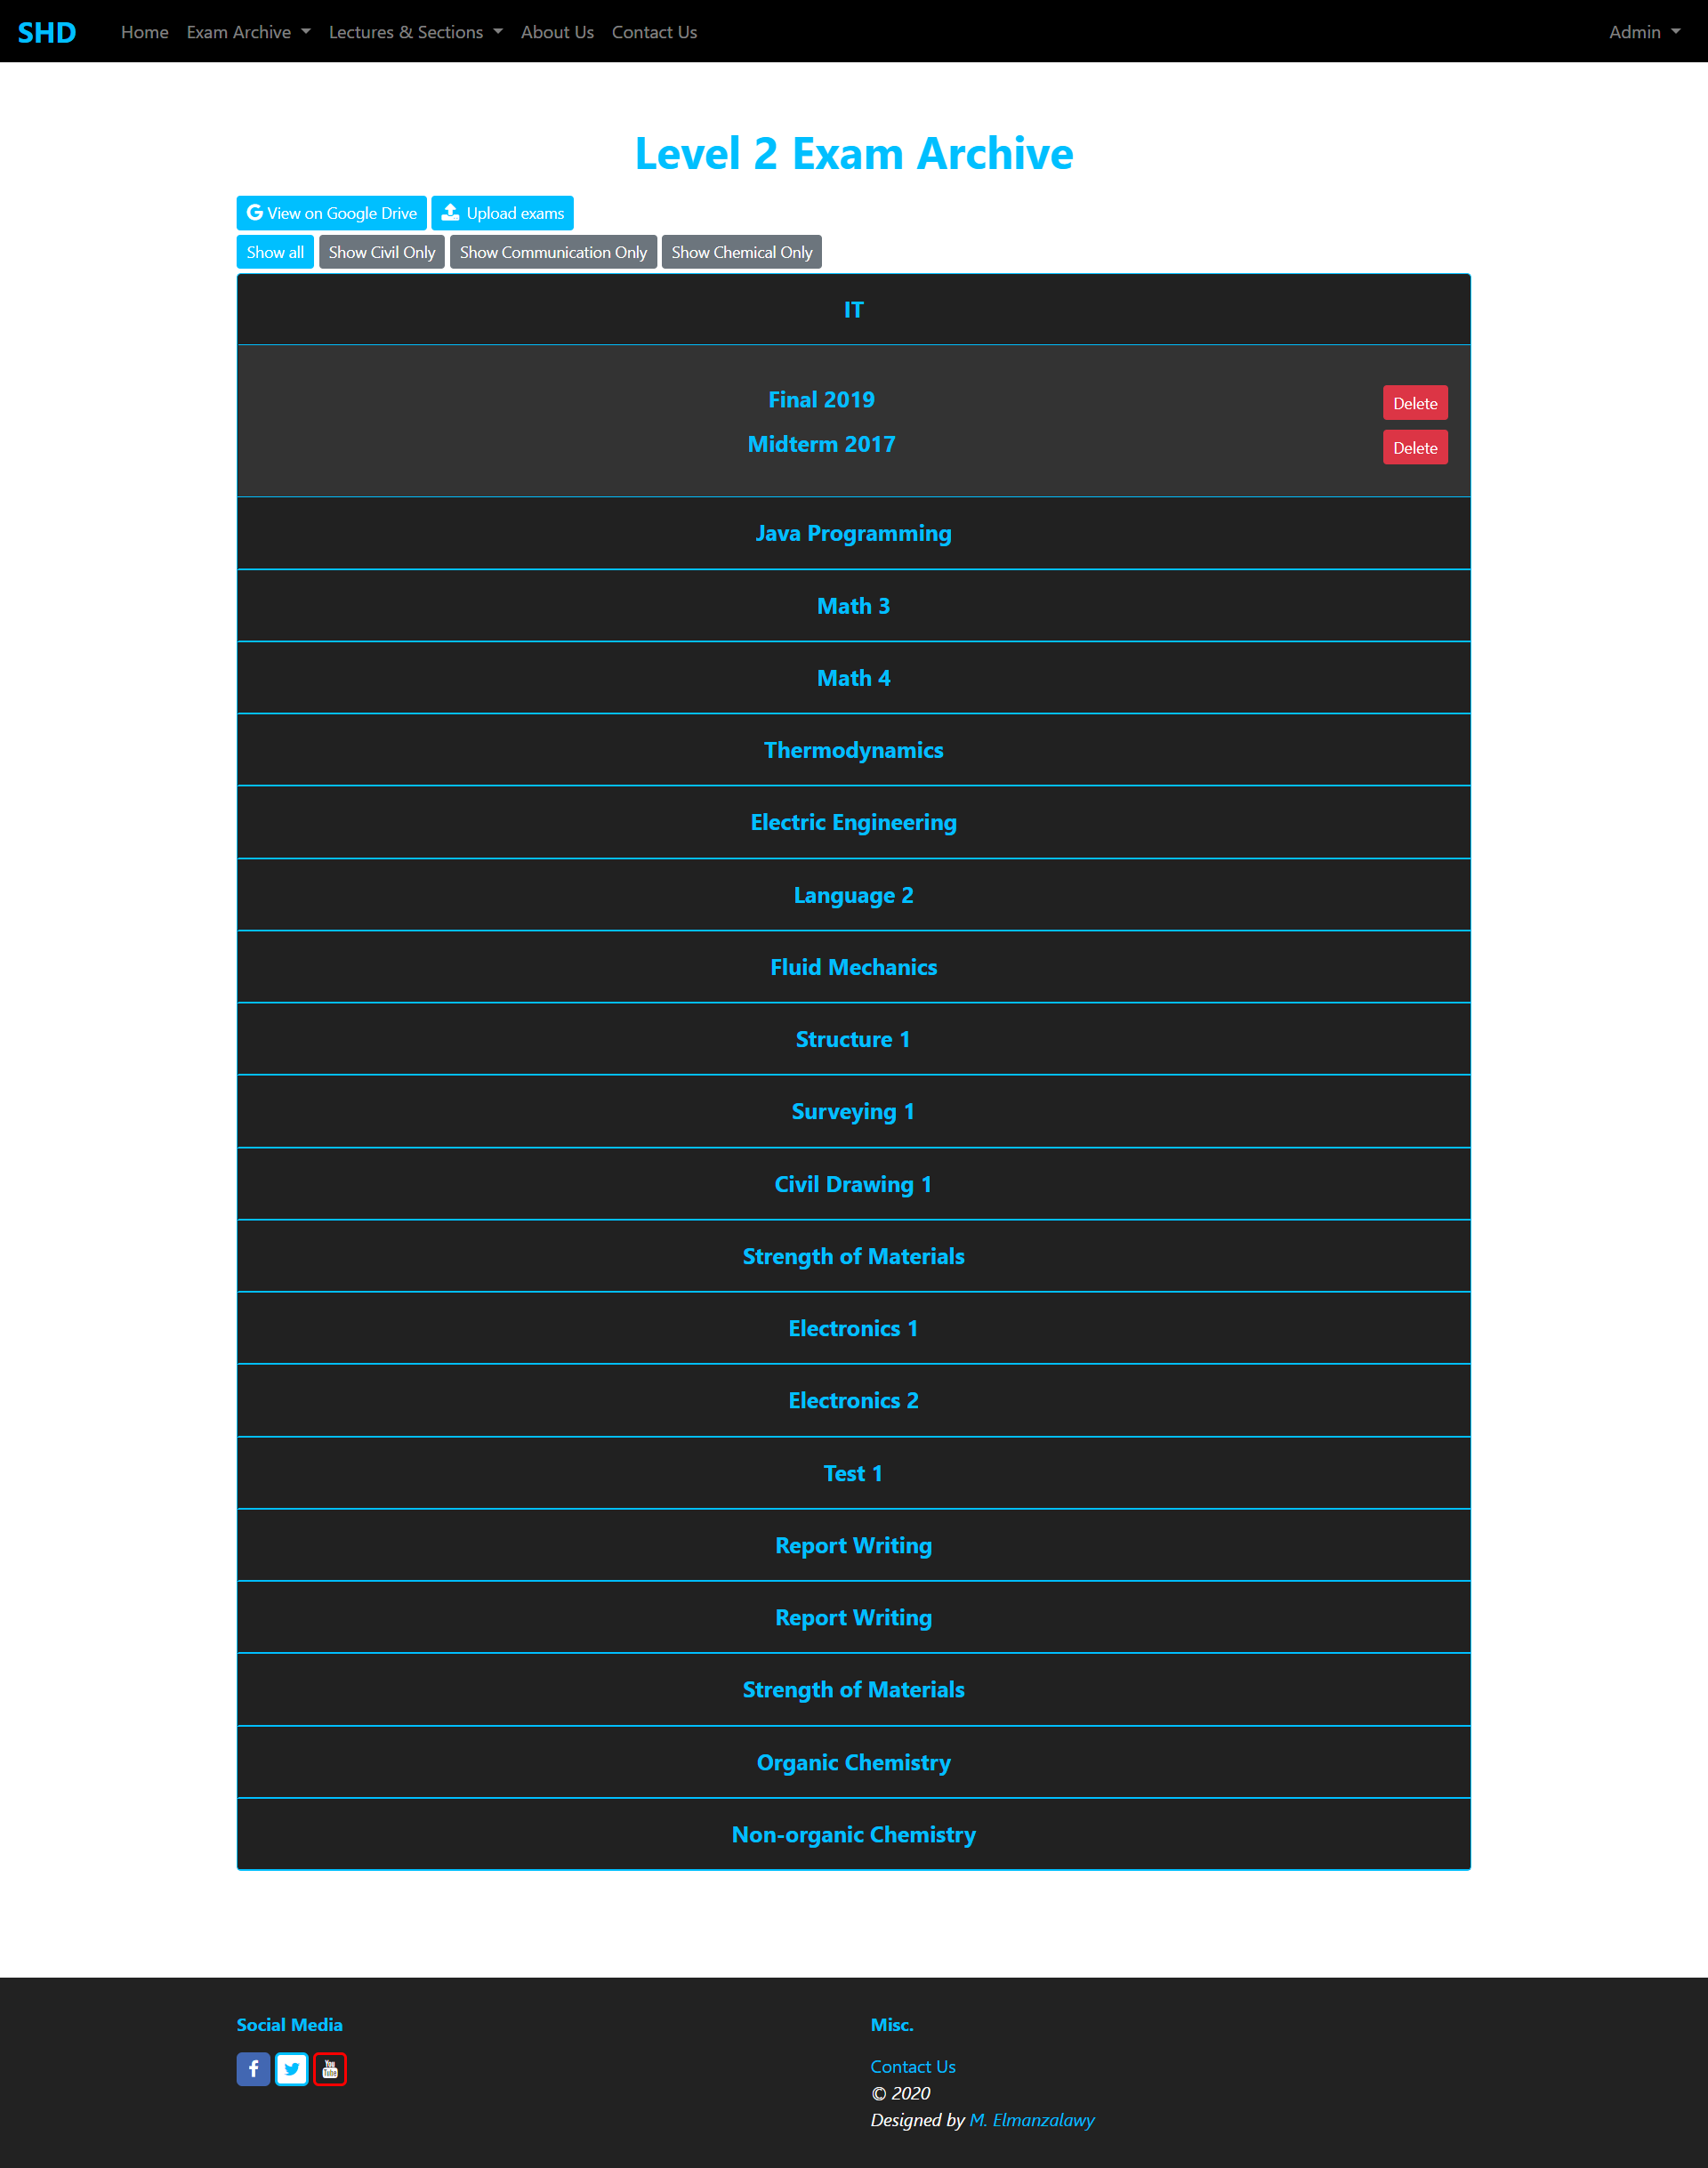 SHD Home Exam Archive Lectures & Sections About Us Contact Us Admin
Level 2 Exam Archive
View on Google Drive Upload exams
Show all Show Civil Only Show Communication Only Show Chemical Only
IT
Final 2019 Delete
Midterm 2017 Delete
Java Programming
Math 3
Math 4
Thermodynamics
Electric Engineering
Language 2
Fluid Mechanics
Structure 1
Surveying 1
Civil Drawing 1
Strength of Materials
Electronics 1
Electronics 2
Test 1
Report Writing
Report Writing
Strength of Materials
Organic Chemistry
Non-organic Chemistry
Social Media
You
Tube
Misc.
Contact Us
© 2020
Designed by M. Elmanzalawy